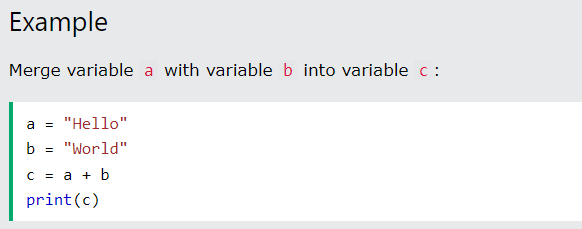 Example
Merge variable a with variable b into variable c :
a = "Hello"
b = "World"
c = a + b
print(c)